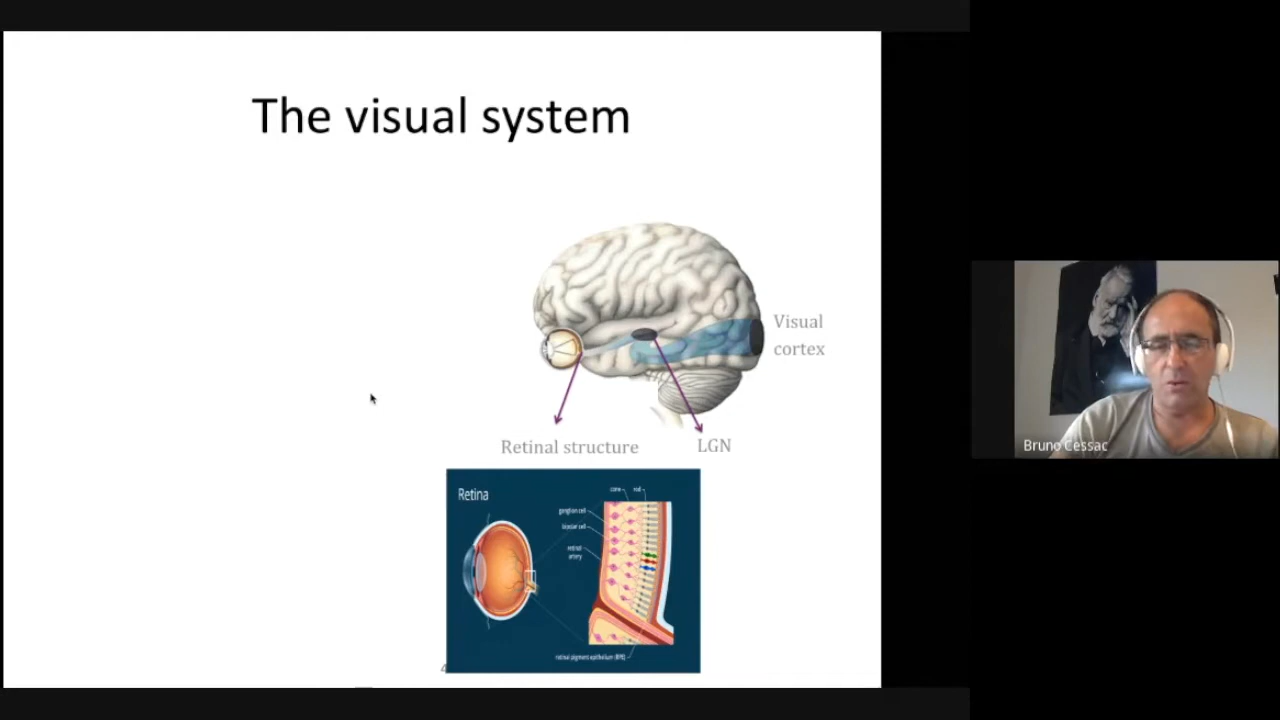 The visual system
Visual
cortex
Retinal structure
LGN
Retina
cone
rod
ganglion cell
bipolar cell
retinal
artery
retinal pigment epithelium (RPE)
4
Bruno Cessac